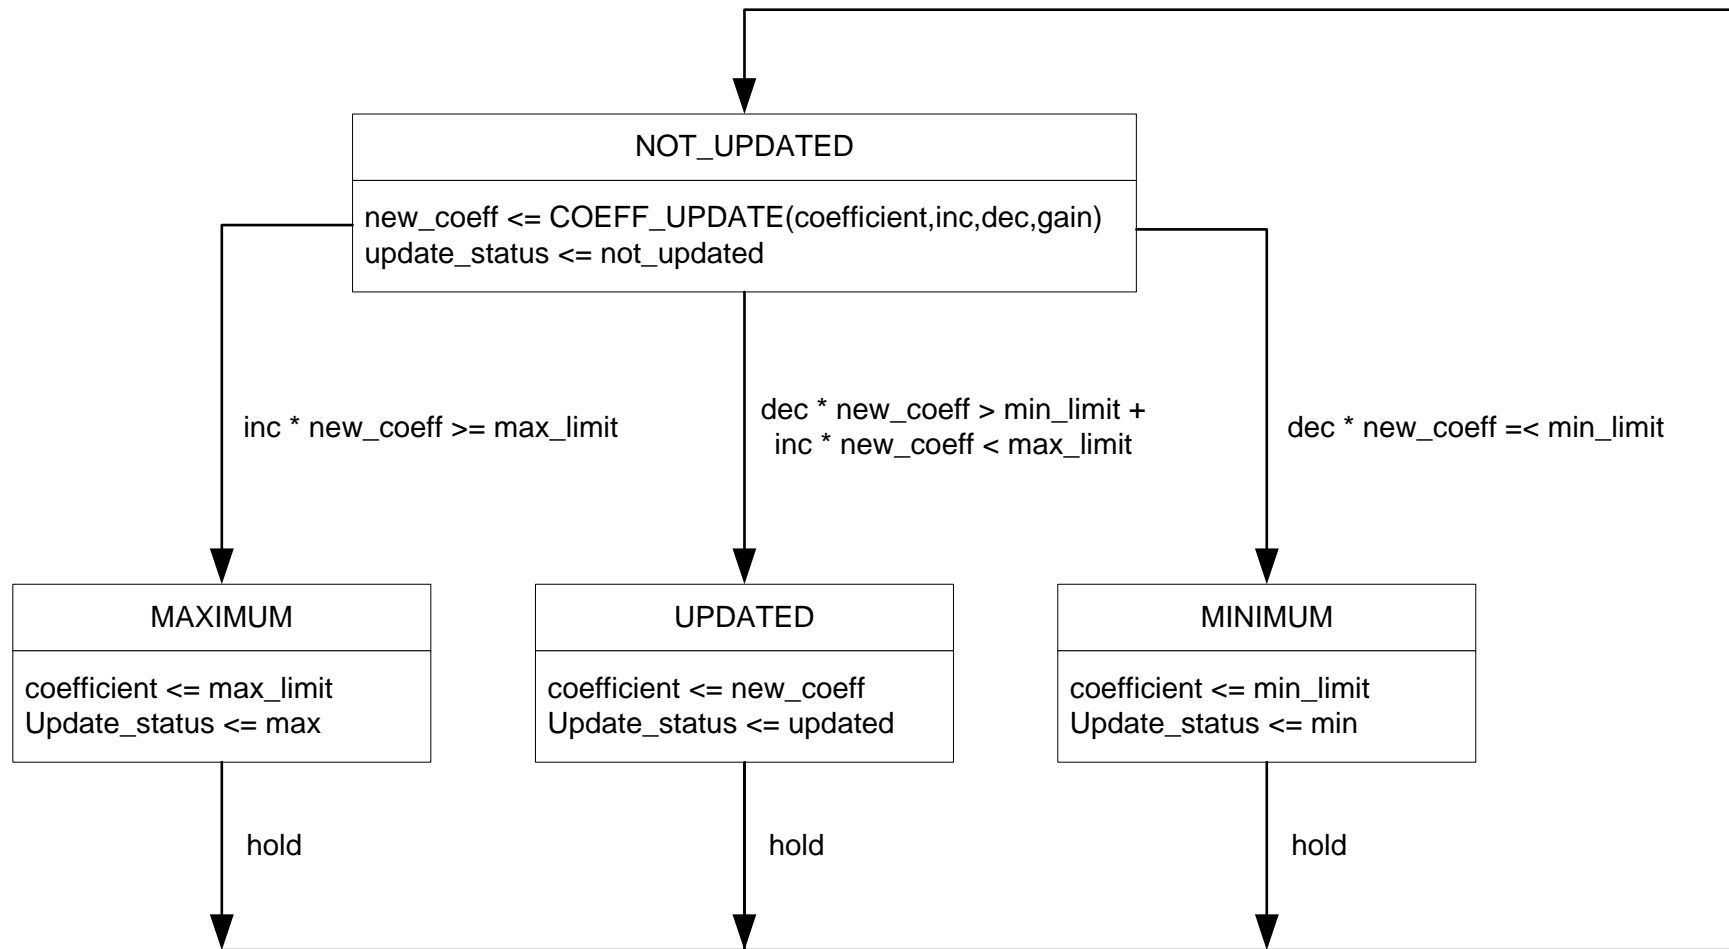 NOT_UPDATED
new_coeff <= COEFF_UPDATE(coefficient,inc,dec,gain)
update_status <= not_updated
inc * new_coeff >= max_limit
dec * new_coeff > min_limit +
inc * new_coeff < max_limit
dec * new_coeff =< min_limit
MAXIMUM
coefficient <= max_limit
Update_status <= max
UPDATED
coefficient <= new_coeff
Update_status <= updated
MINIMUM
coefficient <= min_limit
Update_status <= min
hold
hold
hold